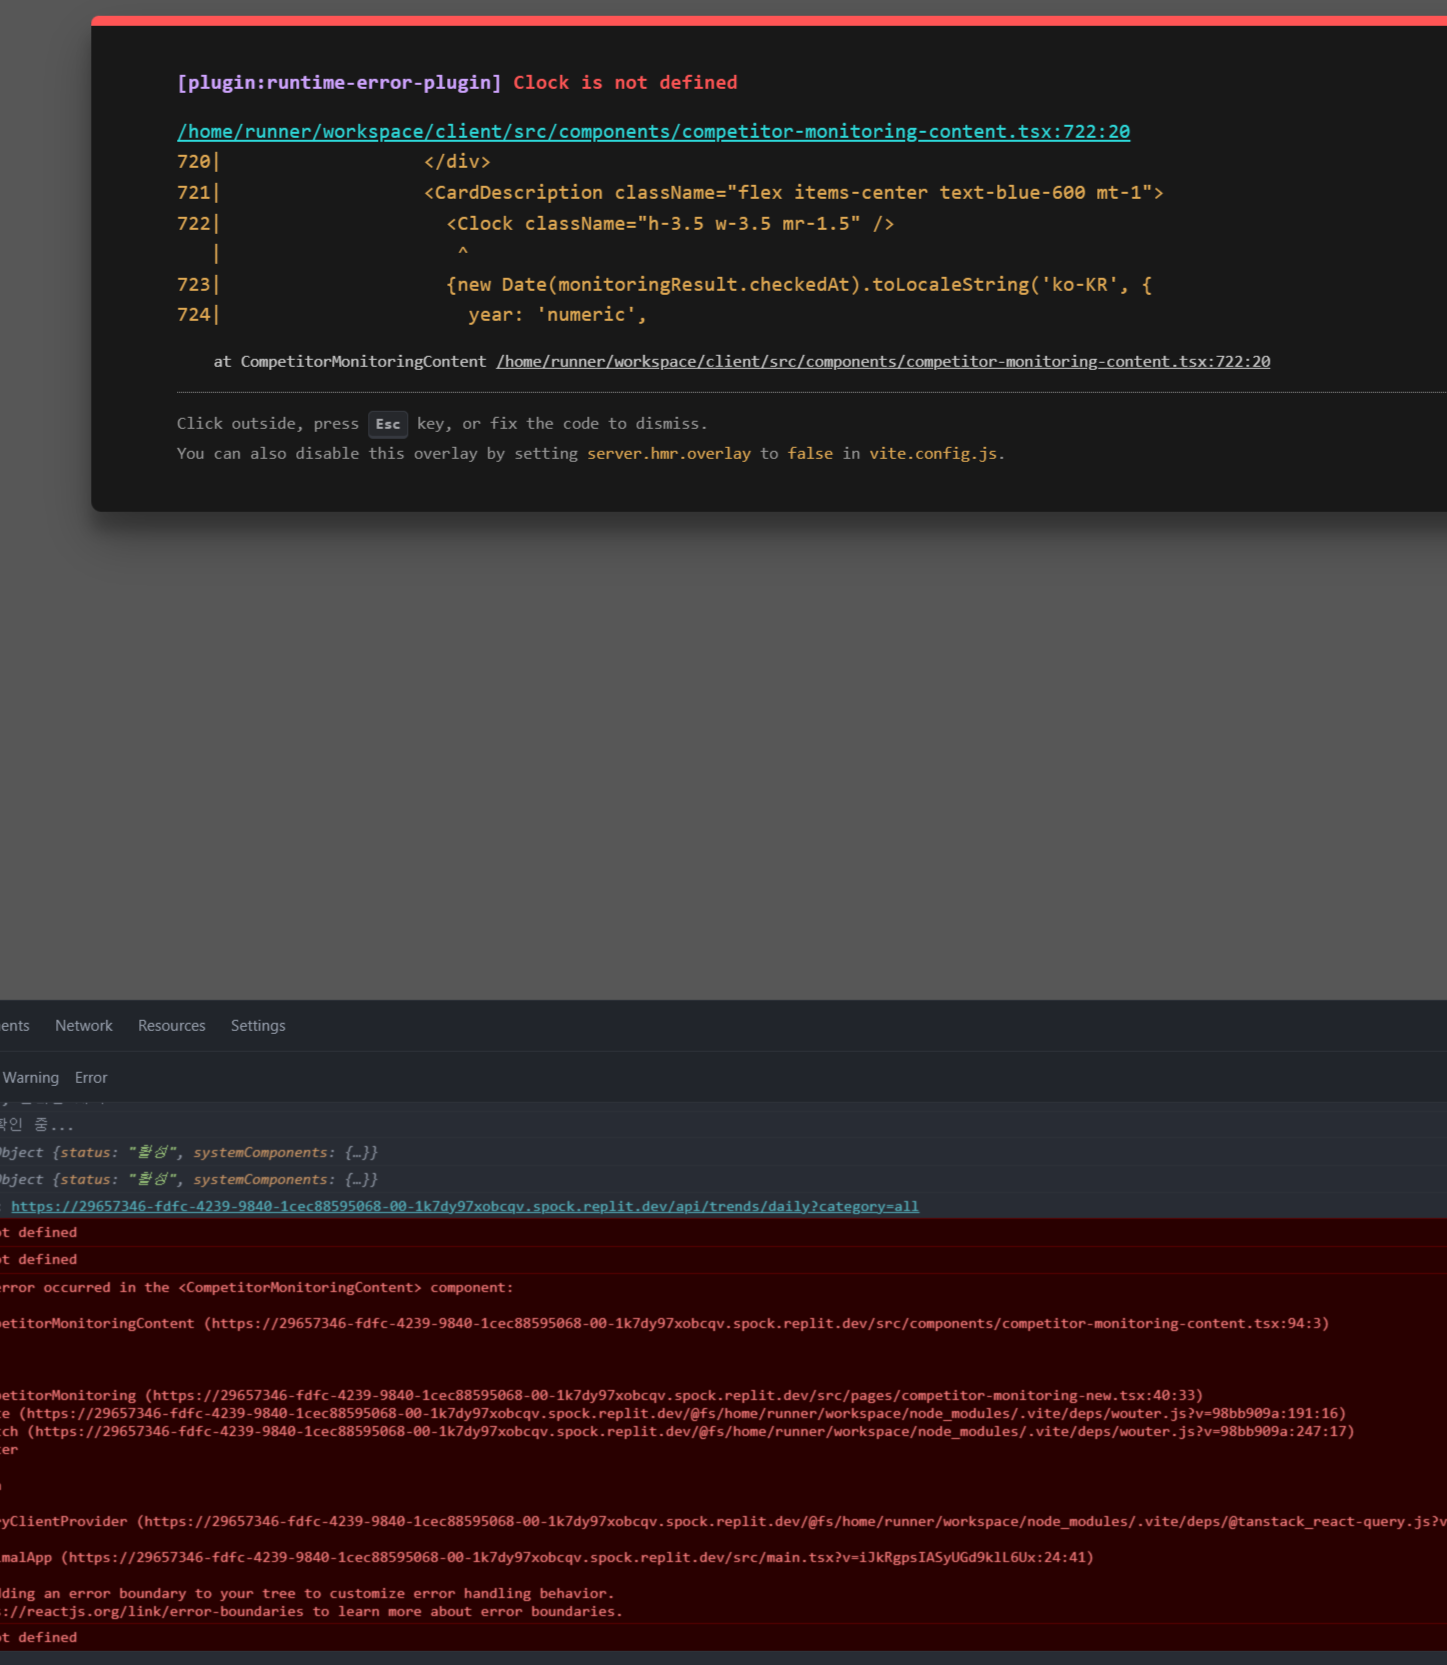 [plugin:runtime-error-plugin] Clock is not defined
/home/runner/workspace/client/src/components/competitor-monitoring-content.tsx:722:20
720|                  </div>
721|                  <CardDescription className="flex items-center text-blue-600 mt-1">
722|                    <Clock className="h-3.5 w-3.5 mr-1.5" />
   |                     ^
723|                    {new Date(monitoringResult.checkedAt).toLocaleString('ko-KR', {
724|                      year: 'numeric',
at CompetitorMonitoringContent /home/runner/workspace/client/src/components/competitor-monitoring-content.tsx:722:20
Click outside, press Esc key, or fix the code to dismiss.
You can also disable this overlay by setting server.hmr.overlay to false in vite.config.js.
ents Network Resources Settings
Warning Error
확인 중...
Object {status: "활성", systemComponents: {…}}
Object {status: "활성", systemComponents: {…}}
: https://29657346-fdfc-4239-9840-1cec88595068-00-1k7dy97xobcqv.spock.replit.dev/api/trends/daily?category=all
ot defined
ot defined
error occurred in the <CompetitorMonitoringContent> component:
petitorMonitoringContent (https://29657346-fdfc-4239-9840-1cec88595068-00-1k7dy97xobcqv.spock.replit.dev/src/components/competitor-monitoring-content.tsx:94:3)
petitorMonitoring (https://29657346-fdfc-4239-9840-1cec88595068-00-1k7dy97xobcqv.spock.replit.dev/src/pages/competitor-monitoring-new.tsx:40:33)
te (https://29657346-fdfc-4239-9840-1cec88595068-00-1k7dy97xobcqv.spock.replit.dev/@fs/home/runner/workspace/node_modules/.vite/deps/wouter.js?v=98bb909a:191:16)
tch (https://29657346-fdfc-4239-9840-1cec88595068-00-1k7dy97xobcqv.spock.replit.dev/@fs/home/runner/workspace/node_modules/.vite/deps/wouter.js?v=98bb909a:247:17)
ter
ryClientProvider (https://29657346-fdfc-4239-9840-1cec88595068-00-1k7dy97xobcqv.spock.replit.dev/@fs/home/runner/workspace/node_modules/.vite/deps/@tanstack_react-query.js?v
imalApp (https://29657346-fdfc-4239-9840-1cec88595068-00-1k7dy97xobcqv.spock.replit.dev/src/main.tsx?v=iJkRgpsIASyUGd9klL6Ux:24:41)
dding an error boundary to your tree to customize error handling behavior.
s://reactjs.org/link/error-boundaries to learn more about error boundaries.
ot defined